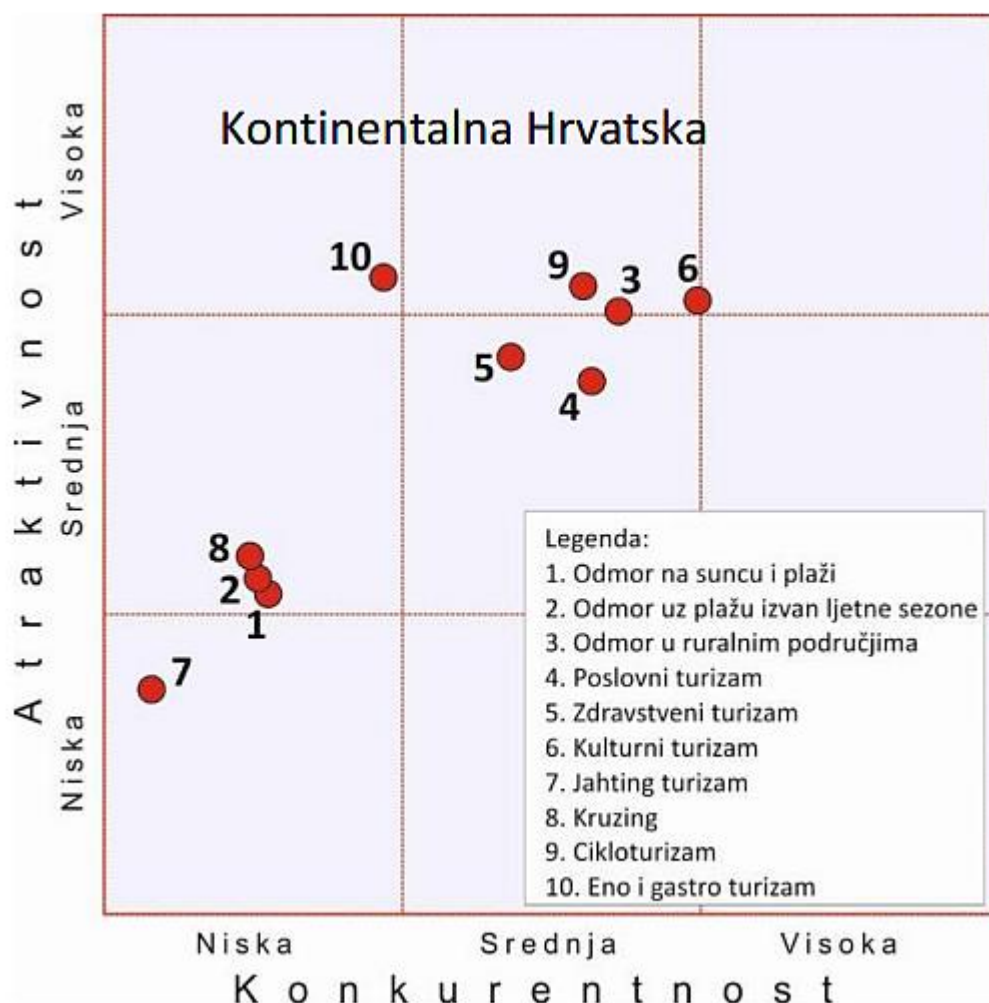 Kontinentalna Hrvatska
Atraktivnost
Visoka
Srednja
Niska
10
9
3
6
5
4
8
2
1
7
Legenda:
1. Odmor na suncu i plaži
2. Odmor uz plažu izvan ljetne sezone
3. Odmor u ruralnim područjima
4. Poslovni turizam
5. Zdravstveni turizam
6. Kulturni turizam
7. Jahting turizam
8. Kruzing
9. Cikloturizam
10. Eno i gastro turizam
Niska Srednja Visoka
Konkurentnost